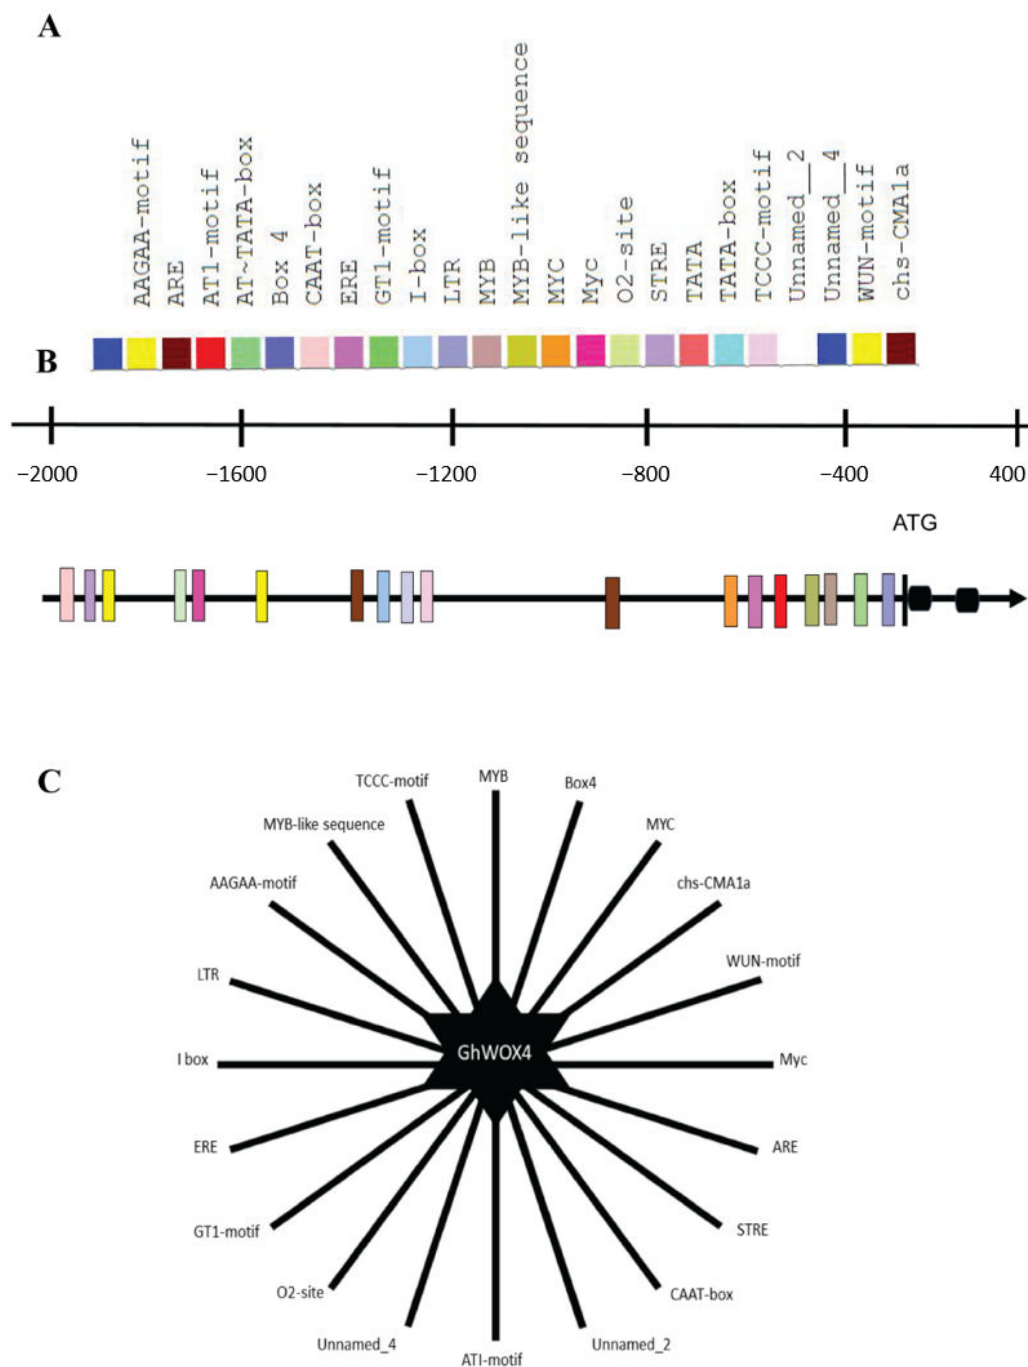 A
AAGAA-motif
ARE
AT1-motif
AT~TATA-box
Box 4
CAAT-box
ERE
GT1-motif
I-box
LTR
MYB
MYB-like sequence
MYC
Myc
O2-site
STRE
TATA
TATA-box
TCCC-motif
Unnamed__2
Unnamed__4
WUN-motif
chs-CMA1a
B
−2000
−1600
−1200
−800
−400
400
ATG
C
TCCC-motif
MYB
Box4
MYB-like sequence
MYC
AAGAA-motif
chs-CMA1a
LTR
WUN-motif
I box
GhWOX4
Myc
ERE
ARE
GT1-motif
STRE
O2-site
CAAT-box
Unnamed_4
ATI-motif
Unnamed_2